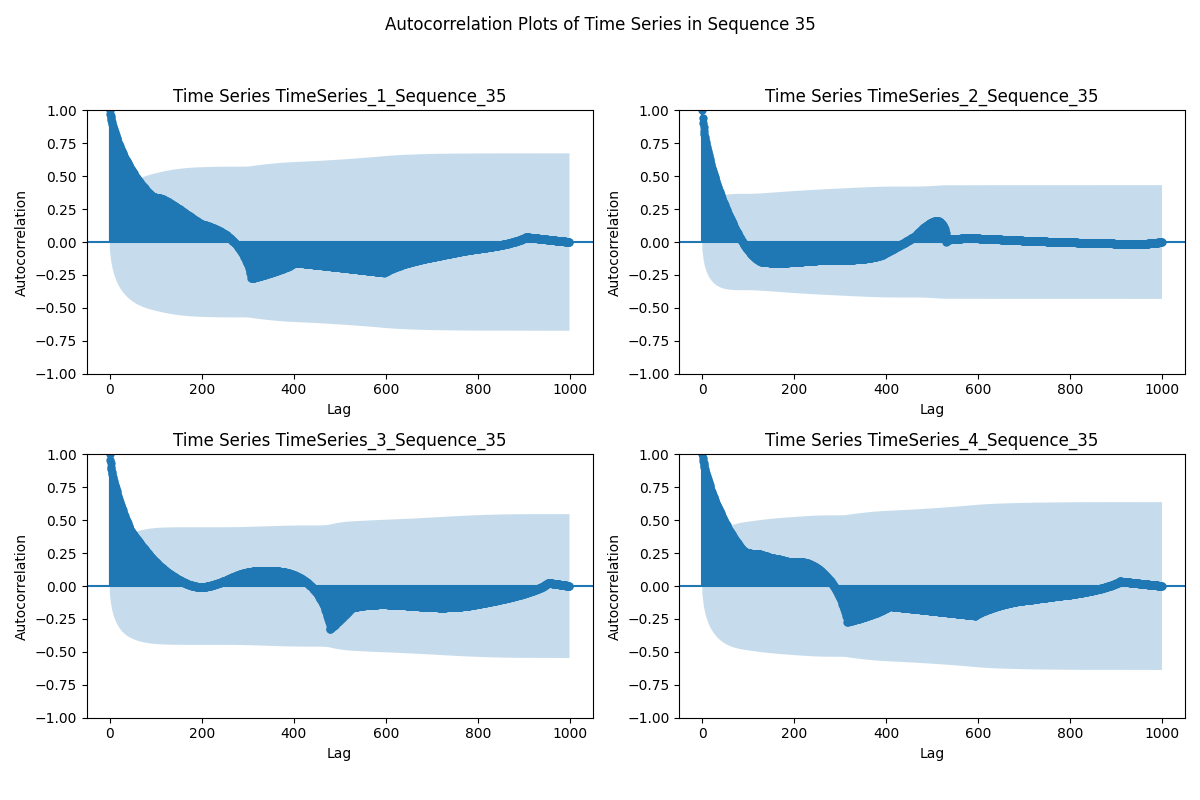 Autocorrelation Plots of Time Series in Sequence 35
Time Series TimeSeries_1_Sequence_35
1.00
0.75
0.50
0.25
0.00
−0.25
−0.50
−0.75
−1.00
Autocorrelation
0 200 400 600 800 1000
Lag
Time Series TimeSeries_2_Sequence_35
1.00
0.75
0.50
0.25
0.00
−0.25
−0.50
−0.75
−1.00
Autocorrelation
0 200 400 600 800 1000
Lag
Time Series TimeSeries_3_Sequence_35
1.00
0.75
0.50
0.25
0.00
−0.25
−0.50
−0.75
−1.00
Autocorrelation
0 200 400 600 800 1000
Lag
Time Series TimeSeries_4_Sequence_35
1.00
0.75
0.50
0.25
0.00
−0.25
−0.50
−0.75
−1.00
Autocorrelation
0 200 400 600 800 1000
Lag